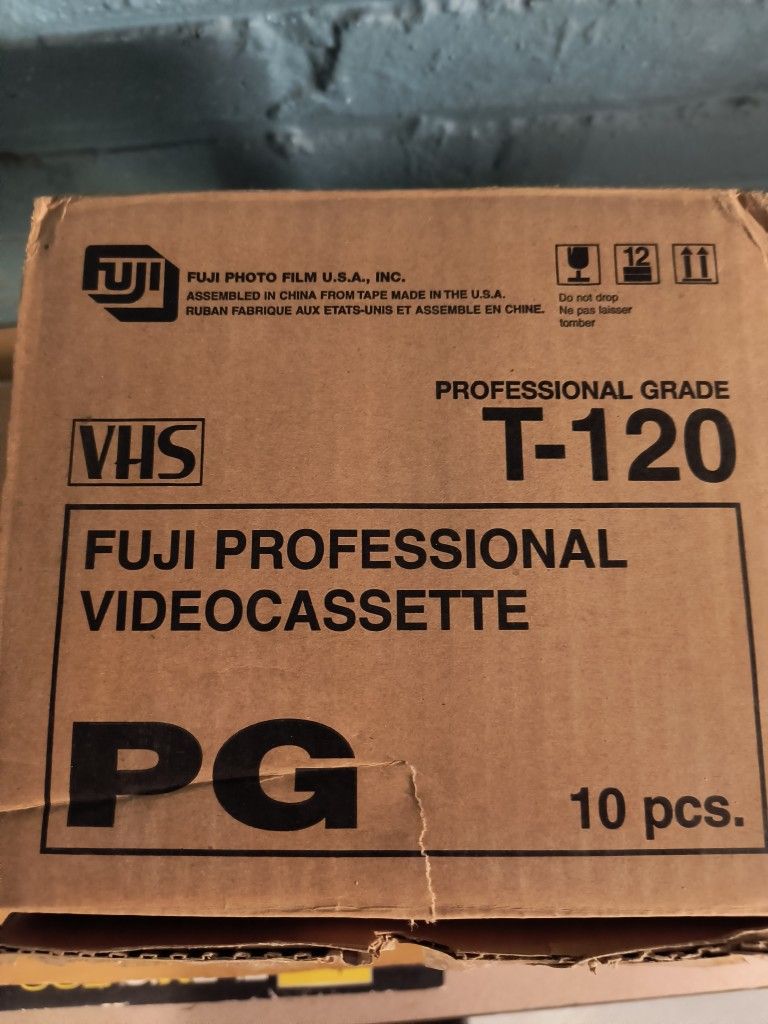 FUJI
FUJI PHOTO FILM U.S.A., INC.
ASSEMBLED IN CHINA FROM TAPE MADE IN THE U.S.A.
RUBAN FABRIQUE AUX ETATS-UNIS ET ASSEMBLE EN CHINE.
12
Do not drop
Ne pas laisser
tomber
PROFESSIONAL GRADE
T-120
VHS
FUJI PROFESSIONAL
VIDEOCASSETTE
PG
10 pcs.